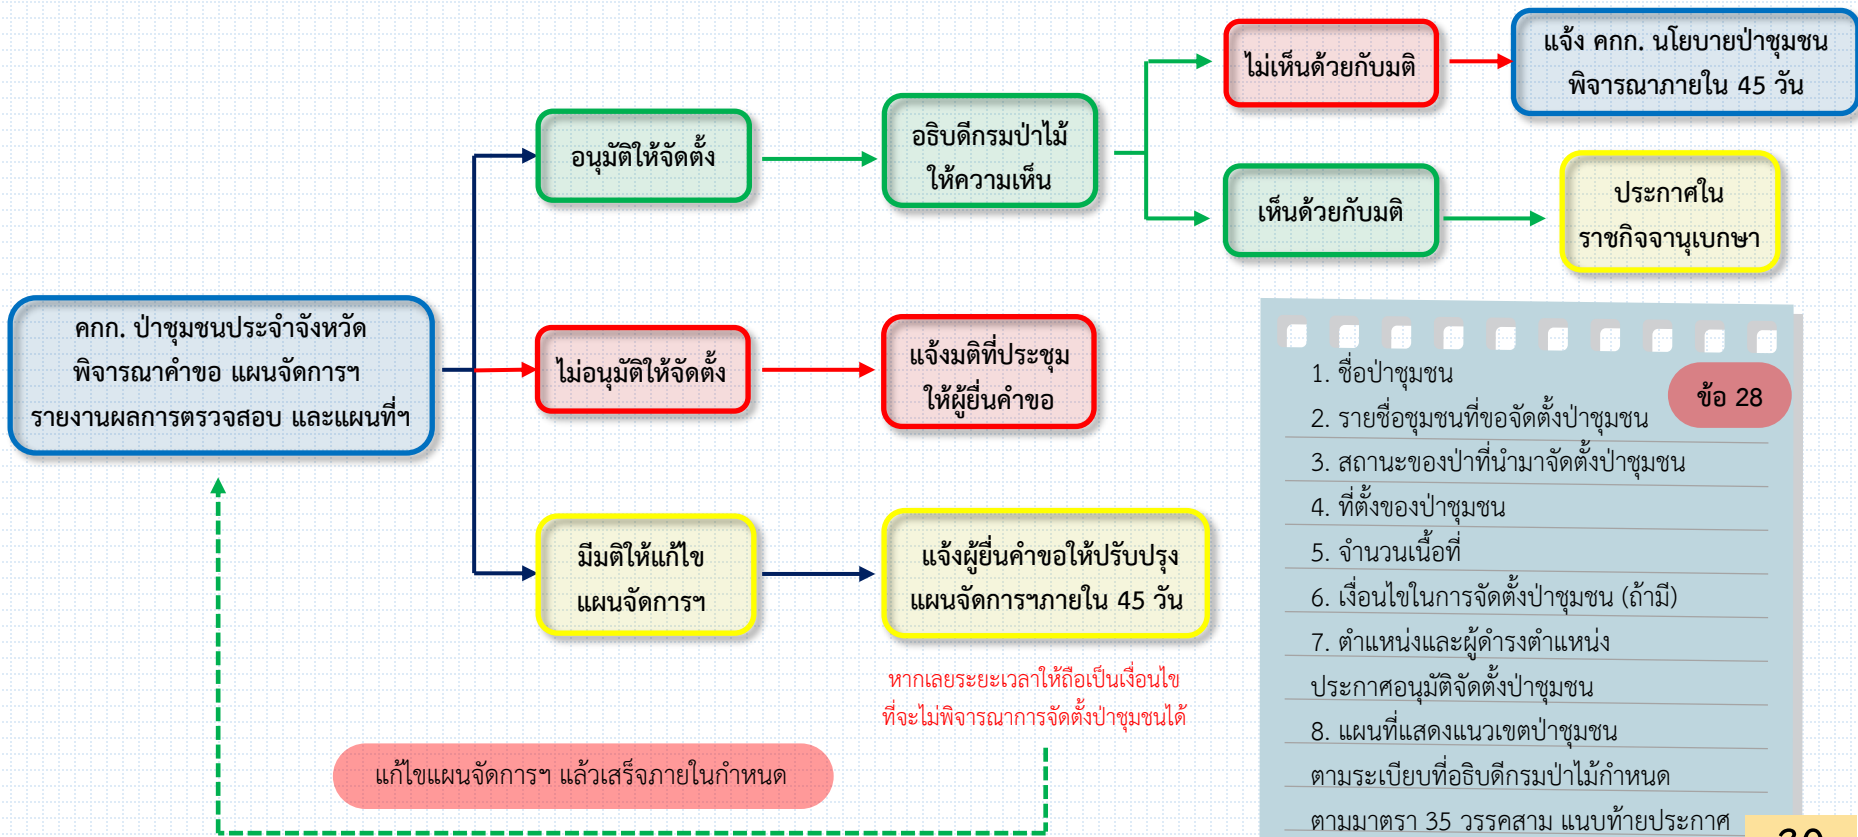 ไม่เห็นด้วยกับมติ
แจ้ง คกก. นโยบายป่าชุมชน
พิจารณาภายใน 45 วัน
อนุมัติให้จัดตั้ง
อธิบดีกรมป่าไม้
ให้ความเห็น
เห็นด้วยกับมติ
ประกาศใน
ราชกิจจานุเบกษา
คกก. ป่าชุมชนประจำจังหวัด
พิจารณาคำขอ แผนจัดการฯ
รายงานผลการตรวจสอบ และแผนที่ฯ
ไม่อนุมัติให้จัดตั้ง
แจ้งมติที่ประชุม
ให้ผู้ยื่นคำขอ
มีมติให้แก้ไข
แผนจัดการฯ
แจ้งผู้ยื่นคำขอให้ปรับปรุง
แผนจัดการฯภายใน 45 วัน
หากเลยระยะเวลาให้ถือเป็นเงื่อนไข
ที่จะไม่พิจารณาการจัดตั้งป่าชุมชนได้
แก้ไขแผนจัดการฯ แล้วเสร็จภายในกำหนด
ข้อ 28
1. ชื่อป่าชุมชน
2. รายชื่อชุมชนที่ขอจัดตั้งป่าชุมชน
3. สถานะของป่าที่นำมาจัดตั้งป่าชุมชน
4. ที่ตั้งของป่าชุมชน
5. จำนวนเนื้อที่
6. เงื่อนไขในการจัดตั้งป่าชุมชน (ถ้ามี)
7. ตำแหน่งและผู้ดำรงตำแหน่ง
ประกาศอนุมัติจัดตั้งป่าชุมชน
8. แผนที่แสดงแนวเขตป่าชุมชน
ตามระเบียบที่อธิบดีกรมป่าไม้กำหนด
ตามมาตรา 35 วรรคสาม แนบท้ายประกาศ